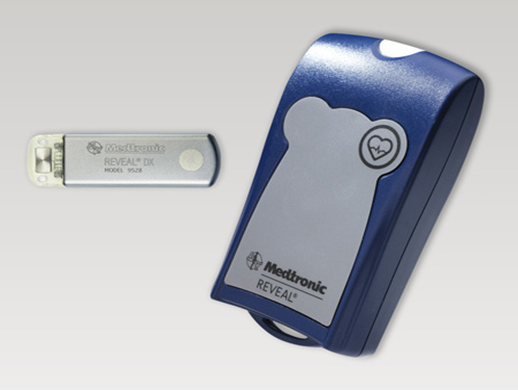 Medtronic
REVEAL® DX
MODEL 9528
Medtronic
REVEAL®